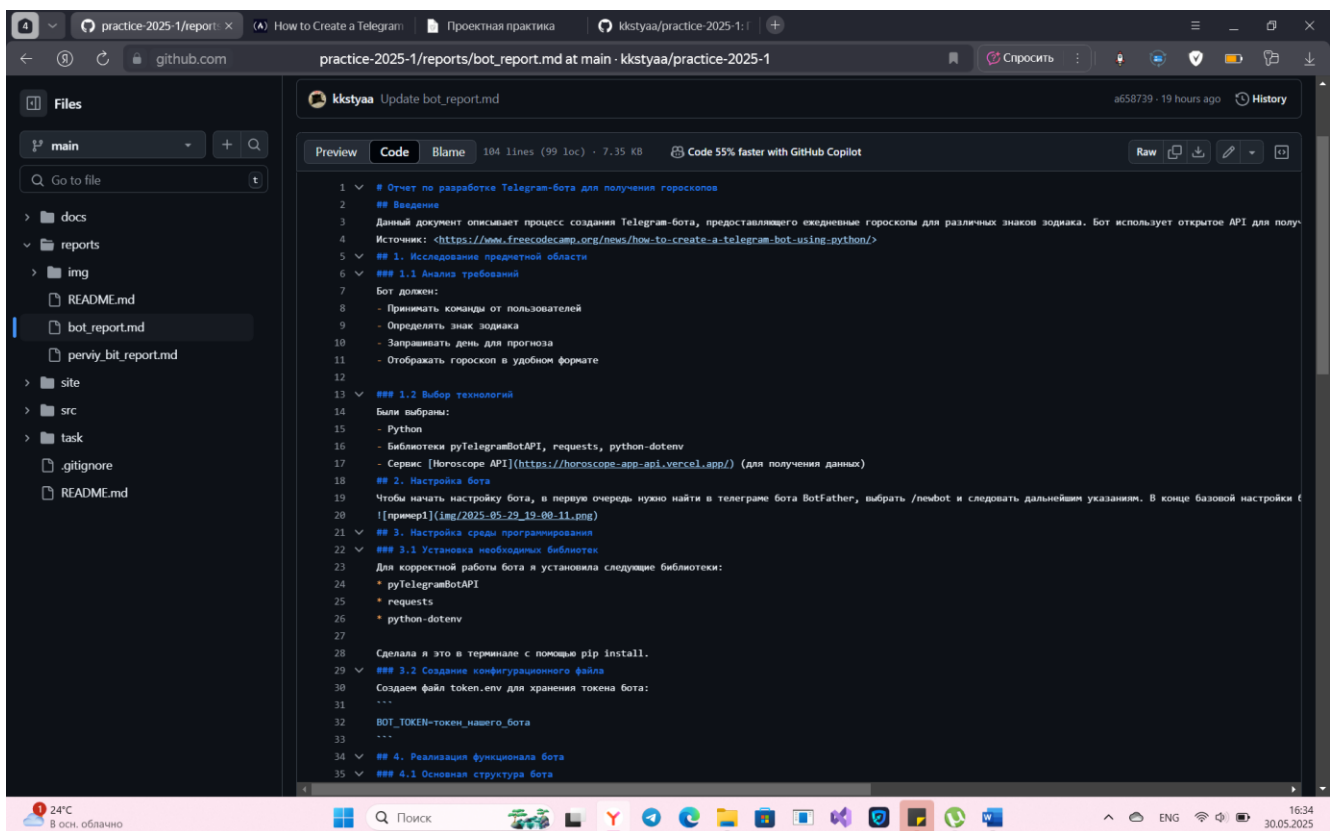 4
practice-2025-1/report:
How to Create a Telegram
Проектная практика
kkstyaa/practice-2025-1:
github.com
practice-2025-1/reports/bot_report.md at main · kkstyaa/practice-2025-1
Спросить
Files
kkstyaa Update bot_report.md
a658739 · 19 hours ago
History
main
Preview
Code
Blame
104 lines (99 loc) · 7.35 KB
Code 55% faster with GitHub Copilot
Raw
Go to file
t
docs
reports
img
README.md
bot_report.md
perviy_bit_report.md
site
src
task
.gitignore
README.md
1 # Отчет по разработке Telegram-бота для получения гороскопов
2 ## Введение
3 Данный документ описывает процесс создания Telegram-бота, предоставляющего ежедневные гороскопы для различных знаков зодиака. Бот использует открытое API для полу
4 Источник: <https://www.freecodecamp.org/news/how-to-create-a-telegram-bot-using-python/>
5 ## 1. Исследование предметной области
6 ### 1.1 Анализ требований
7 Бот должен:
8 - Принимать команды от пользователей
9 - Определять знак зодиака
10 - Запрашивать день для прогноза
11 - Отображать гороскоп в удобном формате
12
13 ### 1.2 Выбор технологий
14 Были выбраны:
15 - Python
16 - Библиотеки pyTelegramBotAPI, requests, python-dotenv
17 - Сервис [Horoscope API](https://horoscope-app-api.vercel.app/) (для получения данных)
18 ## 2. Настройка бота
19 Чтобы начать настройку бота, в первую очередь нужно найти в телеграме бота BotFather, выбрать /newbot и следовать дальнейшим указаниям. В конце базовой настройки б
20 ![пример1](img/2025-05-29_19-00-11.png)
21 ## 3. Настройка среды программирования
22 ### 3.1 Установка необходимых библиотек
23 Для корректной работы бота я установила следующие библиотеки:
24 * pyTelegramBotAPI
25 * requests
26 * python-dotenv
27
28 Сделала я это в терминале с помощью pip install.
29 ### 3.2 Создание конфигурационного файла
30 Создаем файл token.env для хранения токена бота:
31 ```
32 BOT_TOKEN=токен_нашего_бота
33 ```
34 ## 4. Реализация функционала бота
35 ### 4.1 Основная структура бота
1
24°C
В осн. облачно
Поиск
ENG
16:34
30.05.2025